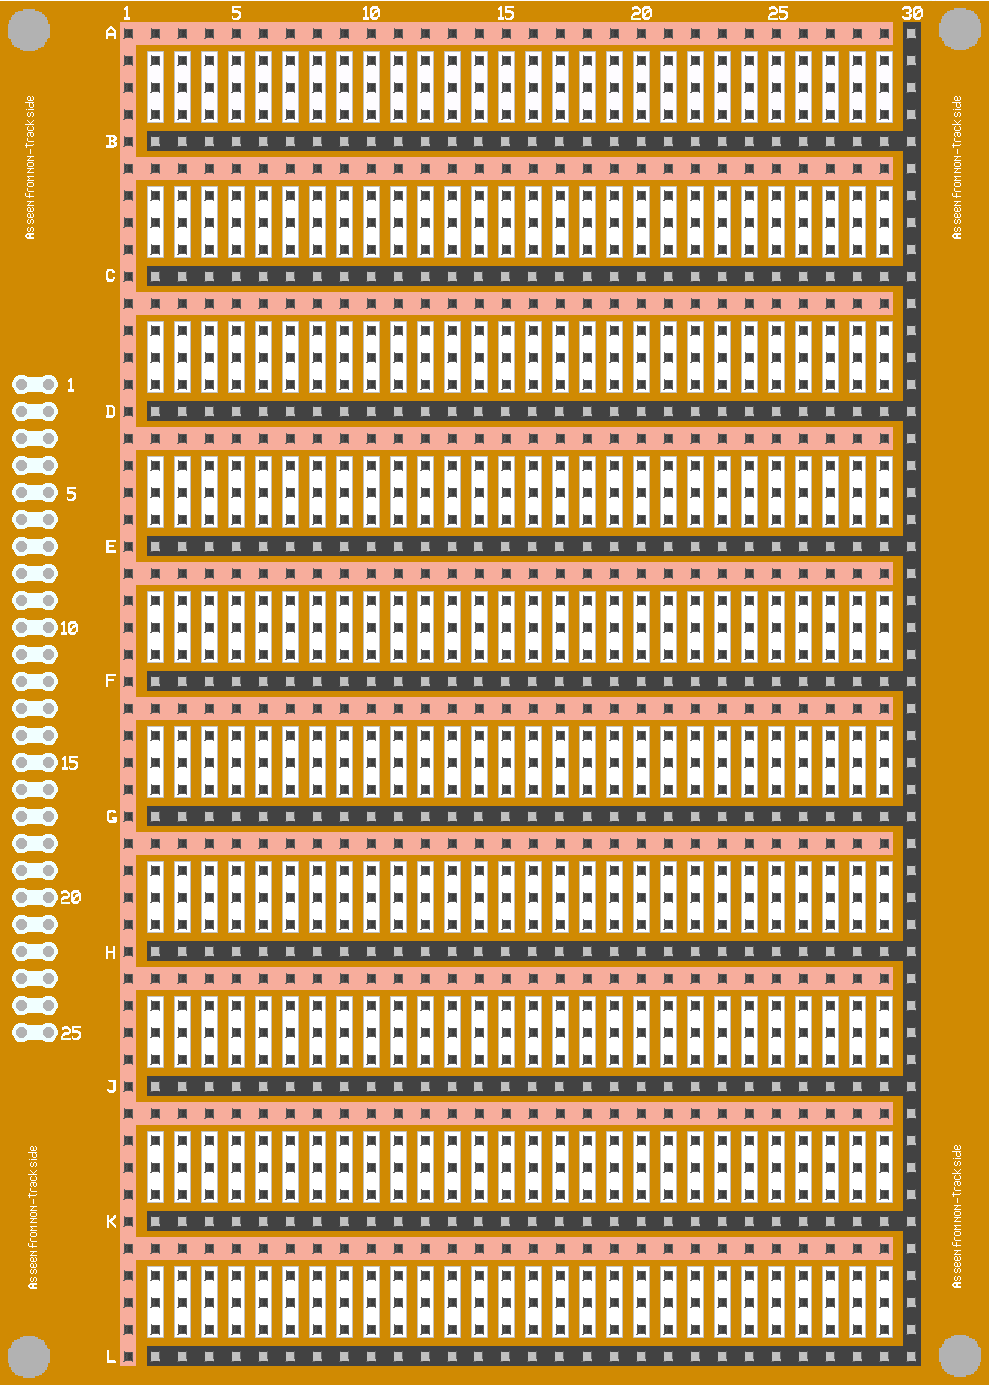 1 5 10 15 20 25 30
A
As seen from NON-Track side
As seen from NON-Track side
B
C
1
D
5
E
10
F
15
G
20
H
25
J
As seen from NON-Track side
As seen from NON-Track side
K
L